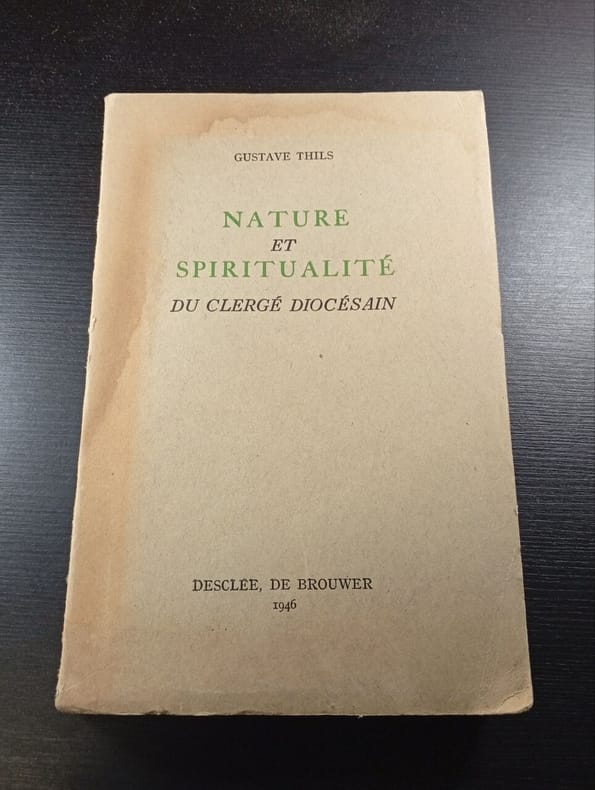 GUSTAVE THILS
NATURE
ET
SPIRITUALITÉ
DU CLERGÉ DIOCÉSAIN
DESCLÉE, DE BROUWER
1946